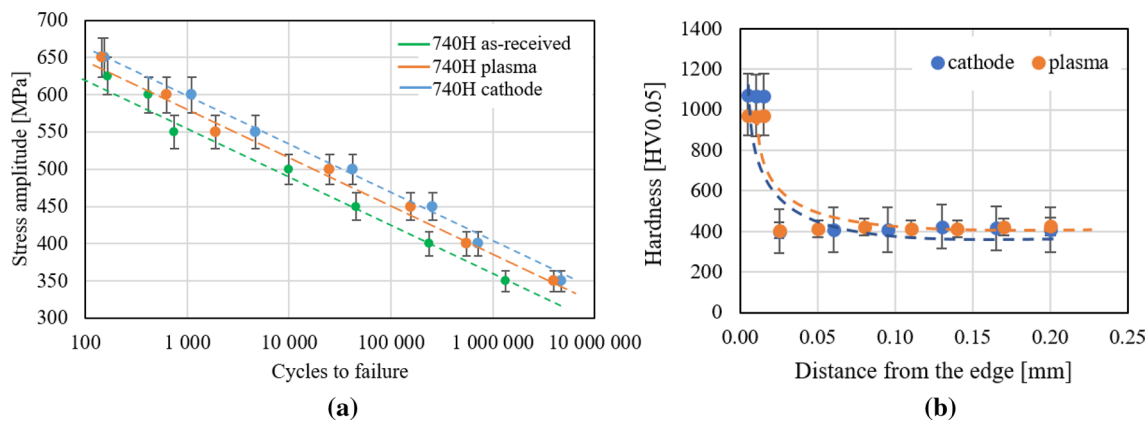 Stress amplitude [MPa]
700
650
600
550
500
450
400
350
300
740H as-received
740H plasma
740H cathode
100
1 000
10 000
100 000
1 000 000
10 000 000
Cycles to failure
(a)
Hardness [HV0.05]
1400
1200
1000
800
600
400
200
0
cathode
plasma
0.00
0.05
0.10
0.15
0.20
0.25
Distance from the edge [mm]
(b)